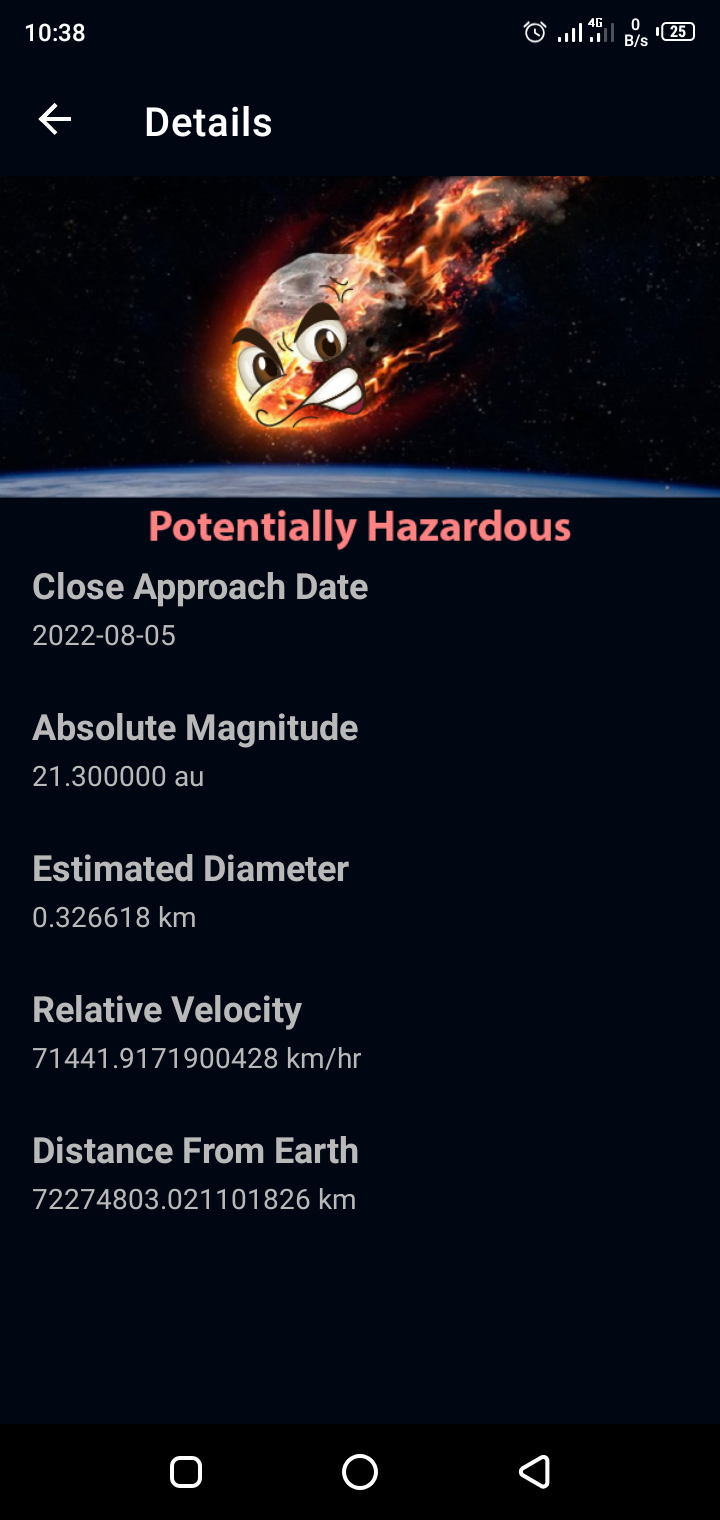 10:38
4G
0
B/s
25
Details
Potentially Hazardous
Close Approach Date
2022-08-05
Absolute Magnitude
21.300000 au
Estimated Diameter
0.326618 km
Relative Velocity
71441.9171900428 km/hr
Distance From Earth
72274803.021101826 km